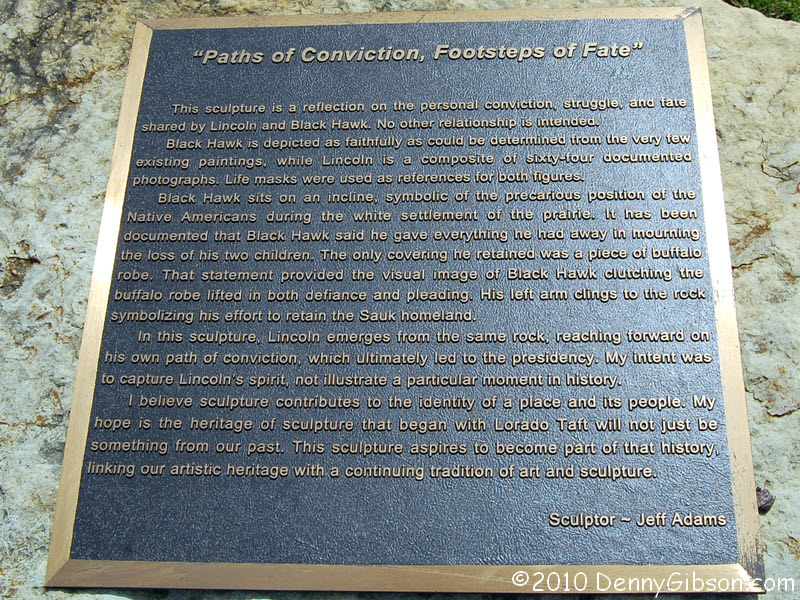 “Paths of Conviction, Footsteps of Fate”
This sculpture is a reflection on the personal conviction, struggle, and fate
shared by Lincoln and Black Hawk. No other relationship is intended.
Black Hawk is depicted as faithfully as could be determined from the very few
existing paintings, while Lincoln is a composite of sixty-four documented
photographs. Life masks were used as references for both figures.
Black Hawk sits on an incline, symbolic of the precarious position of the
Native Americans during the white settlement of the prairie. It has been
documented that Black Hawk said he gave everything he had away in mourning
the loss of his two children. The only covering he retained was a piece of buffalo
robe. That statement provided the visual image of Black Hawk clutching the
buffalo robe lifted in both defiance and pleading. His left arm clings to the rock
symbolizing his effort to retain the Sauk homeland.
In this sculpture, Lincoln emerges from the same rock, reaching forward on
his own path of conviction, which ultimately led to the presidency. My intent was
to capture Lincoln's spirit, not illustrate a particular moment in history.
I believe sculpture contributes to the identity of a place and its people. My
hope is the heritage of sculpture that began with Lorado Taft will not just be
something from our past. This sculpture aspires to become part of that history,
linking our artistic heritage with a continuing tradition of art and sculpture.
Sculptor ~ Jeff Adams
©2010 DennyGibson.com